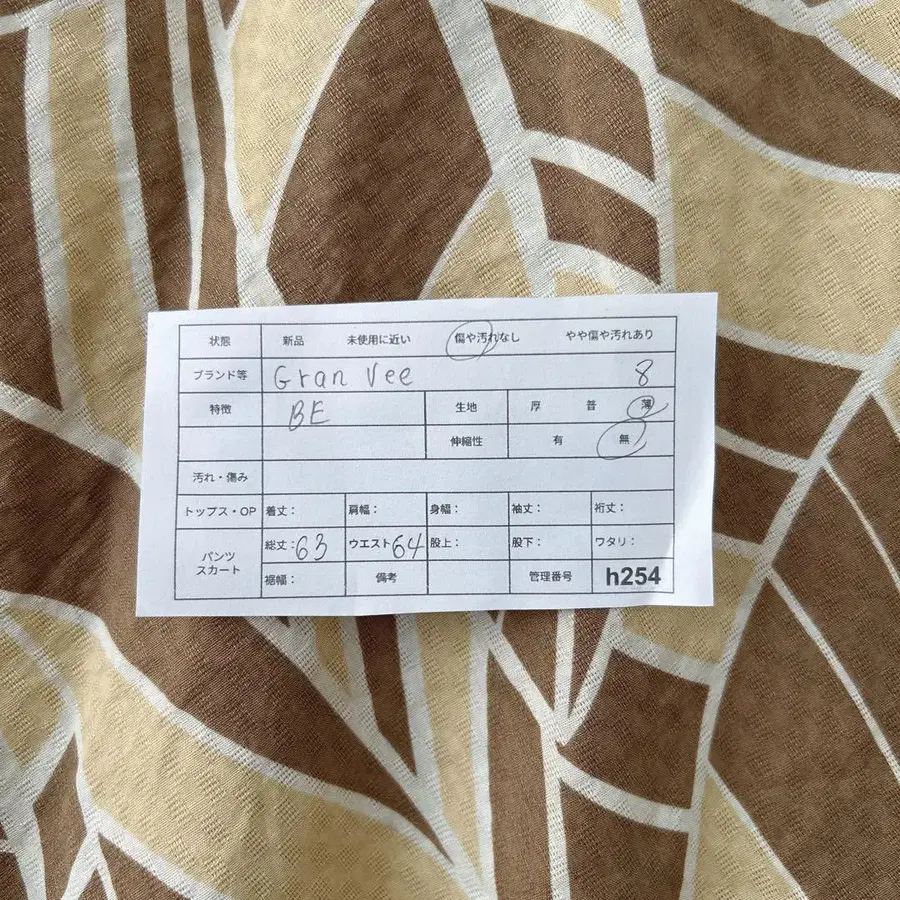 状態 新品 未使用に近い 傷や汚れなし やや傷や汚れあり
ブランド等 Gran Vee 8
特徴 BE 生地 厚 普 薄
伸縮性 有 無
汚れ・傷み
トップス・OP 着丈: 肩幅: 身幅: 袖丈: 裄丈:
パンツ スカート 総丈:63 ウエスト64 股上: 股下: ワタリ:
裾幅: 備考 管理番号 h254